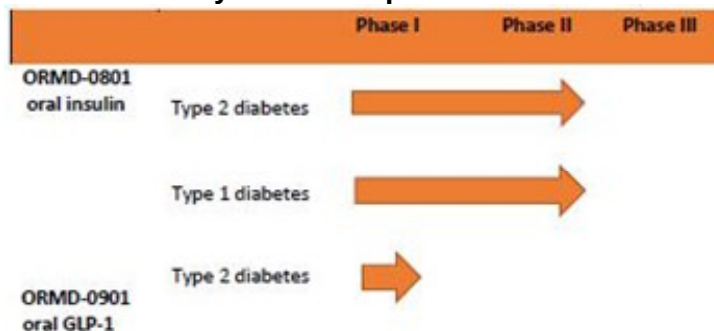 Phase I Phase II Phase III
ORMD-0801
oral insulin
Type 2 diabetes
Type 1 diabetes
Type 2 diabetes
ORMD-0901
oral GLP-1